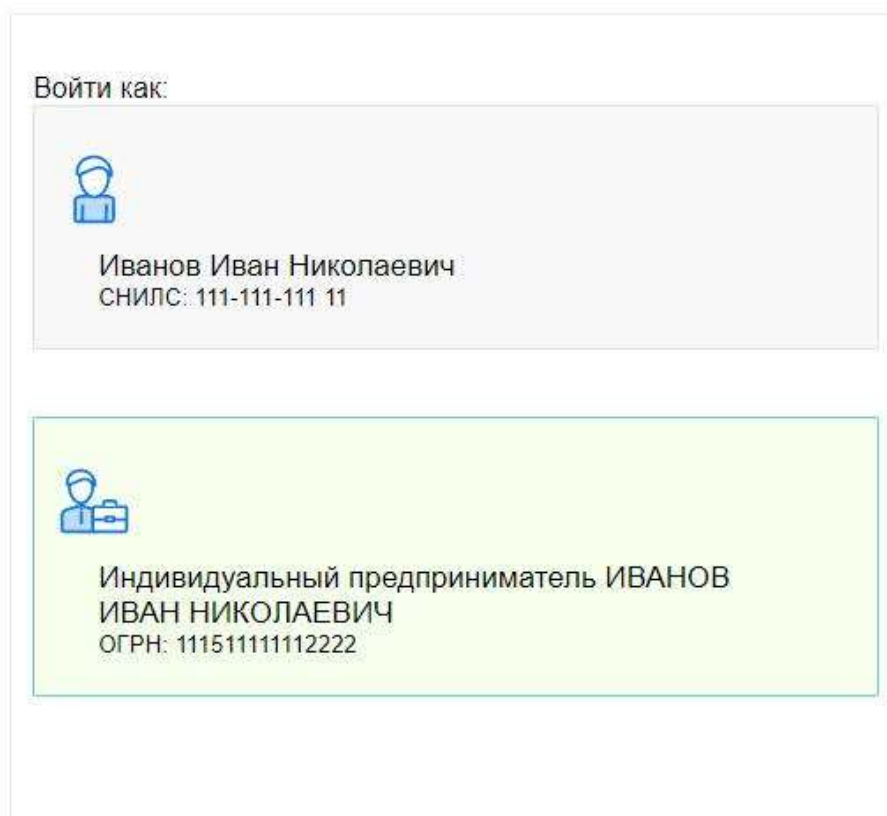 Войти как:
Иванов Иван Николаевич
СНИЛС: 111-111-111 11
Индивидуальный предприниматель ИВАНОВ
ИВАН НИКОЛАЕВИЧ
ОГРН: 111511111112222